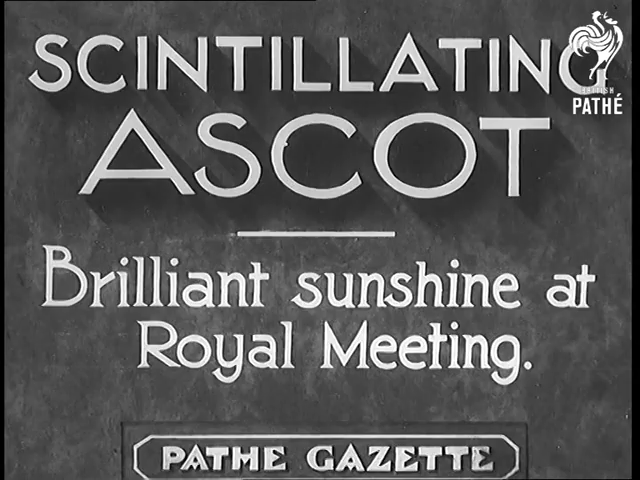 SCINTILLATING
ASCOT
Brilliant sunshine at
Royal Meeting.
PATHE GAZETTE
BRITISH
PATHÉ